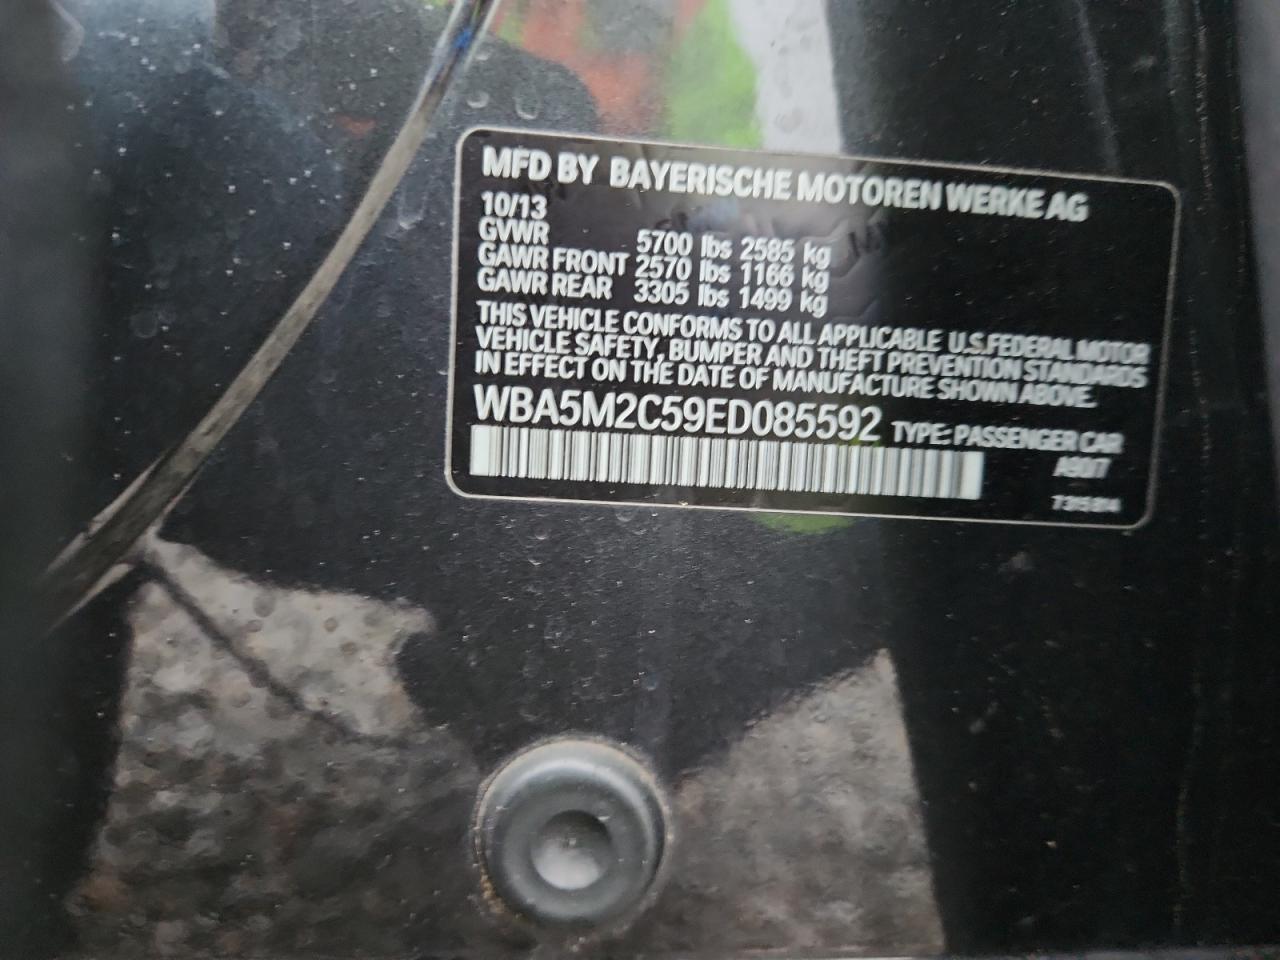 MFD BY BAYERISCHE MOTOREN WERKE AG
10/13
GVWR 5700 lbs 2585 kg
GAWR FRONT 2570 lbs 1166 kg
GAWR REAR 3305 lbs 1499 kg
THIS VEHICLE CONFORMS TO ALL APPLICABLE U.S.FEDERAL MOTOR
VEHICLE SAFETY, BUMPER AND THEFT PREVENTION STANDARDS
IN EFFECT ON THE DATE OF MANUFACTURE SHOWN ABOVE.
WBA5M2C59ED085592 TYPE: PASSENGER CAR
A90/7